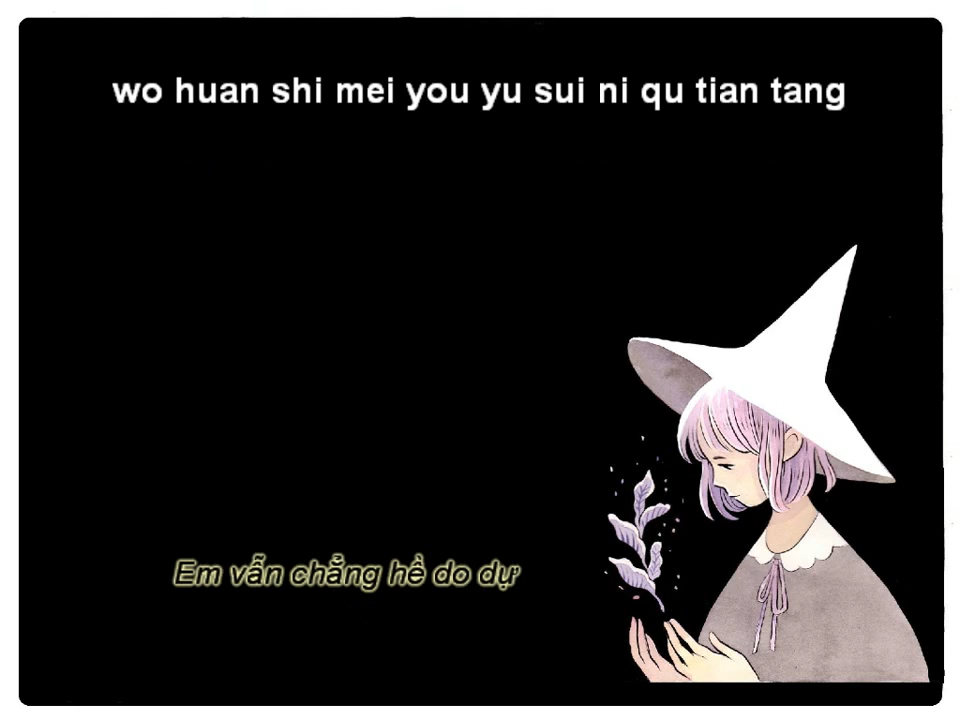 wo huan shi mei you yu sui ni qu tian tang
Em vẫn chẳng hề do dự